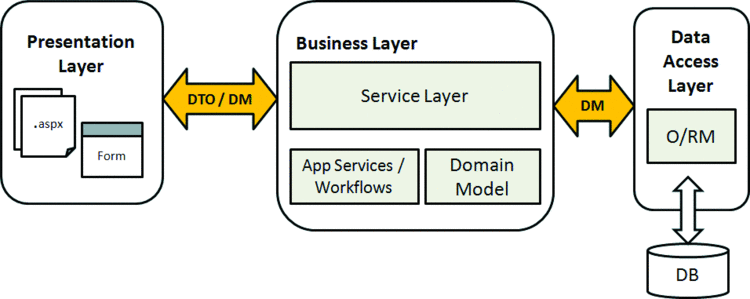 Presentation
Layer
.aspx
Form
DTO / DM
Business Layer
Service Layer
App Services /
Workflows
Domain
Model
DM
Data
Access
Layer
O/RM
DB